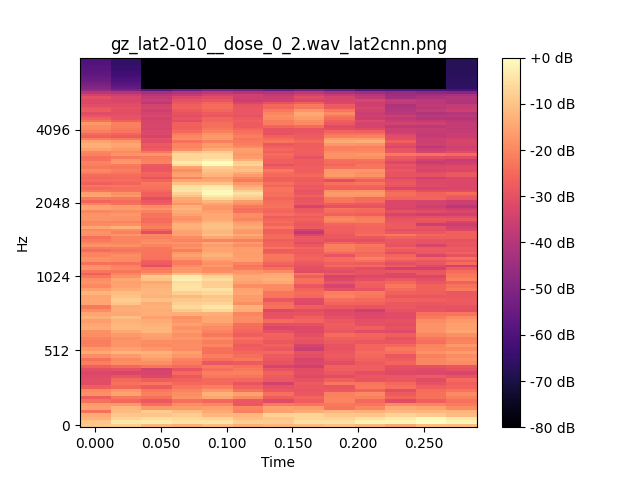 gz_lat2-010__dose_0_2.wav_lat2cnn.png
Hz
4096
2048
1024
512
0
0.000 0.050 0.100 0.150 0.200 0.250
Time
+0 dB
-10 dB
-20 dB
-30 dB
-40 dB
-50 dB
-60 dB
-70 dB
-80 dB